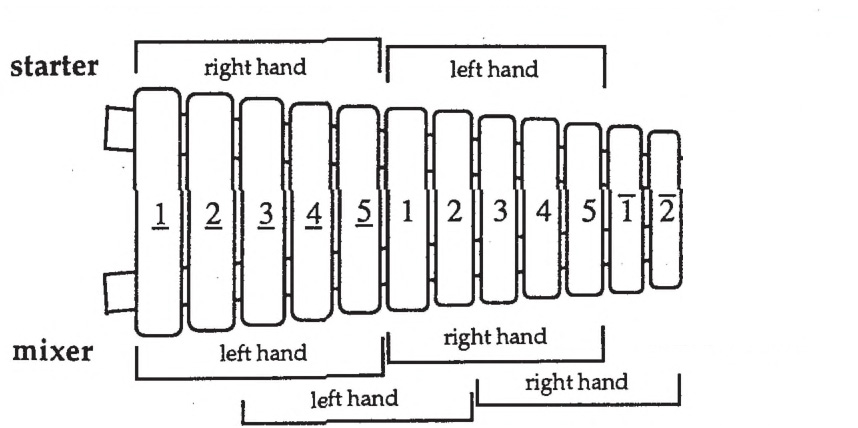 starter right hand left hand
1̲ 2̲ 3̲ 4̲ 5̲ 1 2 3 4 5 1̅ 2̅
mixer left hand right hand
left hand right hand